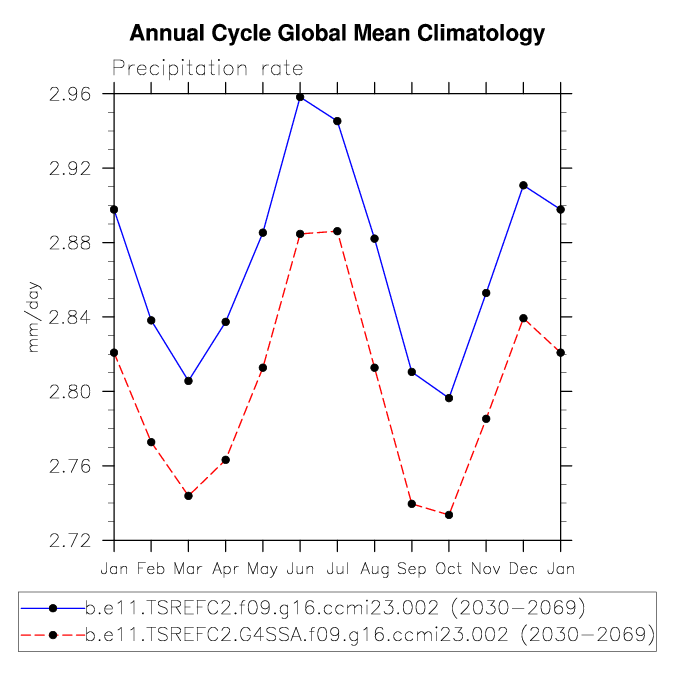 Annual Cycle Global Mean Climatology
Precipitation rate
2.96
2.92
2.88
2.84
2.80
2.76
2.72
mm/day
Jan Feb Mar Apr May Jun Jul Aug Sep Oct Nov Dec Jan
b.e11.TSREFC2.f09.g16.ccmi23.002 (2030−2069)
b.e11.TSREFC2.G4SSA.f09.g16.ccmi23.002 (2030−2069)